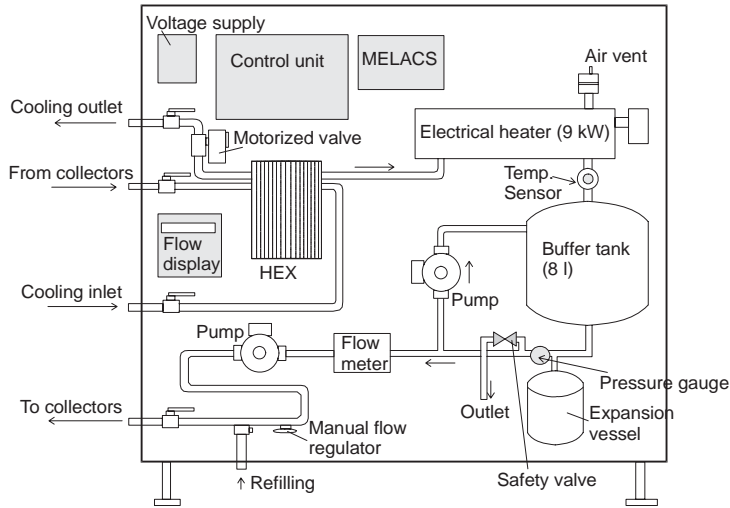 Voltage supply
Control unit
MELACS
Air vent
Cooling outlet
Motorized valve
Electrical heater (9 kW)
From collectors
Temp.
Sensor
Flow
display
HEX
Buffer tank
(8 l)
Cooling inlet
Pump
Pump
Flow
meter
Pressure gauge
To collectors
Manual flow
regulator
Outlet
Expansion
vessel
Refilling
Safety valve